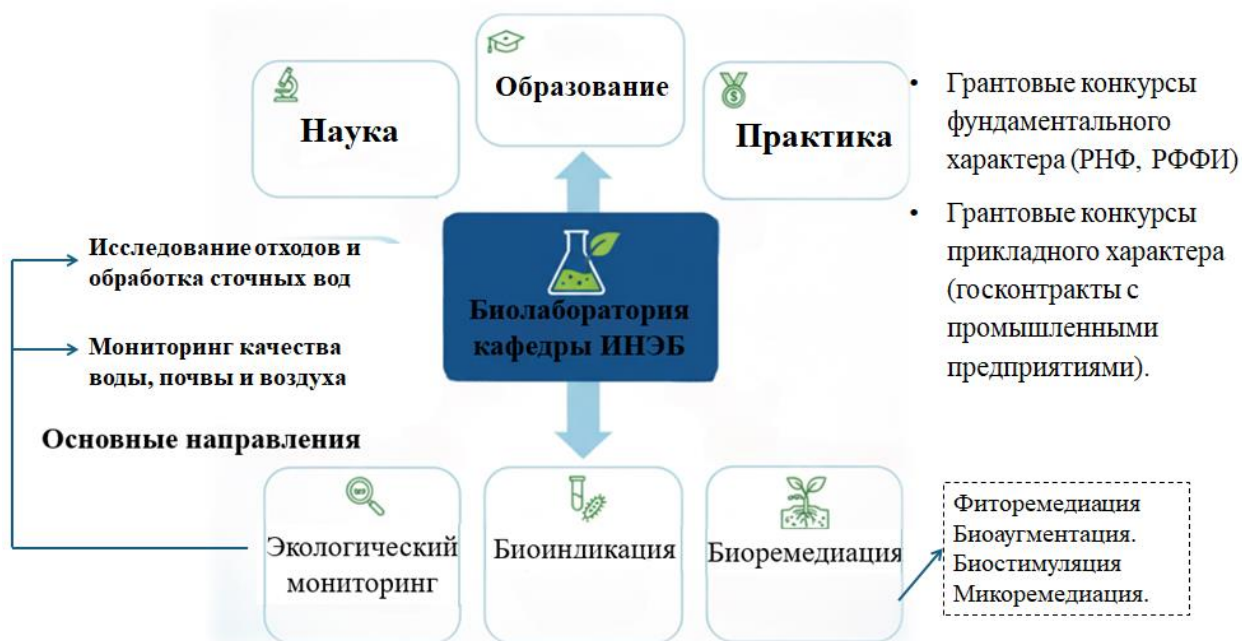 Образование
Наука
Практика
• Грантовые конкурсы
фундаментального
характера (РНФ, РФФИ)
• Грантовые конкурсы
прикладного характера
(госконтракты с
промышленными
предприятиями).
Исследование отходов и
обработка сточных вод
Мониторинг качества
воды, почвы и воздуха
Основные направления
Биолаборатория
кафедры ИНЭБ
Экологический
мониторинг
Биоиндикация
Биоремедиация
Фиторемедиация
Биоаугментация.
Биостимуляция
Микоремедиация.